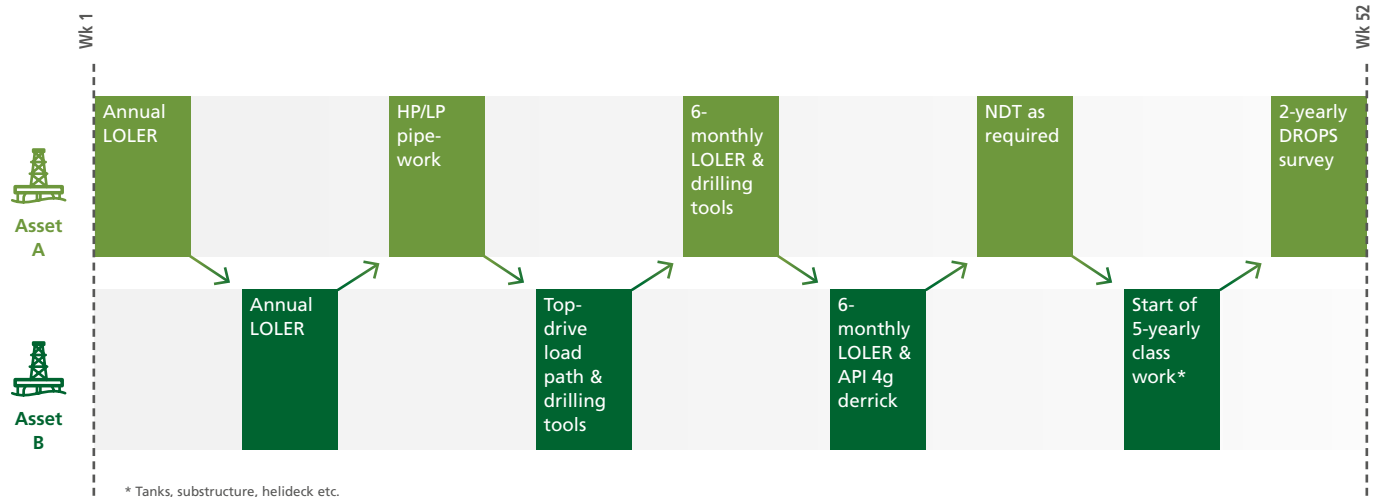 Wk 1
Wk 52
Asset
A
Annual
LOLER
HP/LP
pipe-
work
6-
monthly
LOLER &
drilling
tools
NDT as
required
2-yearly
DROPS
survey
Asset
B
Annual
LOLER
Top-
drive
load
path &
drilling
tools
6-
monthly
LOLER &
API 4g
derrick
Start of
5-yearly
class
work*
* Tanks, substructure, helideck etc.